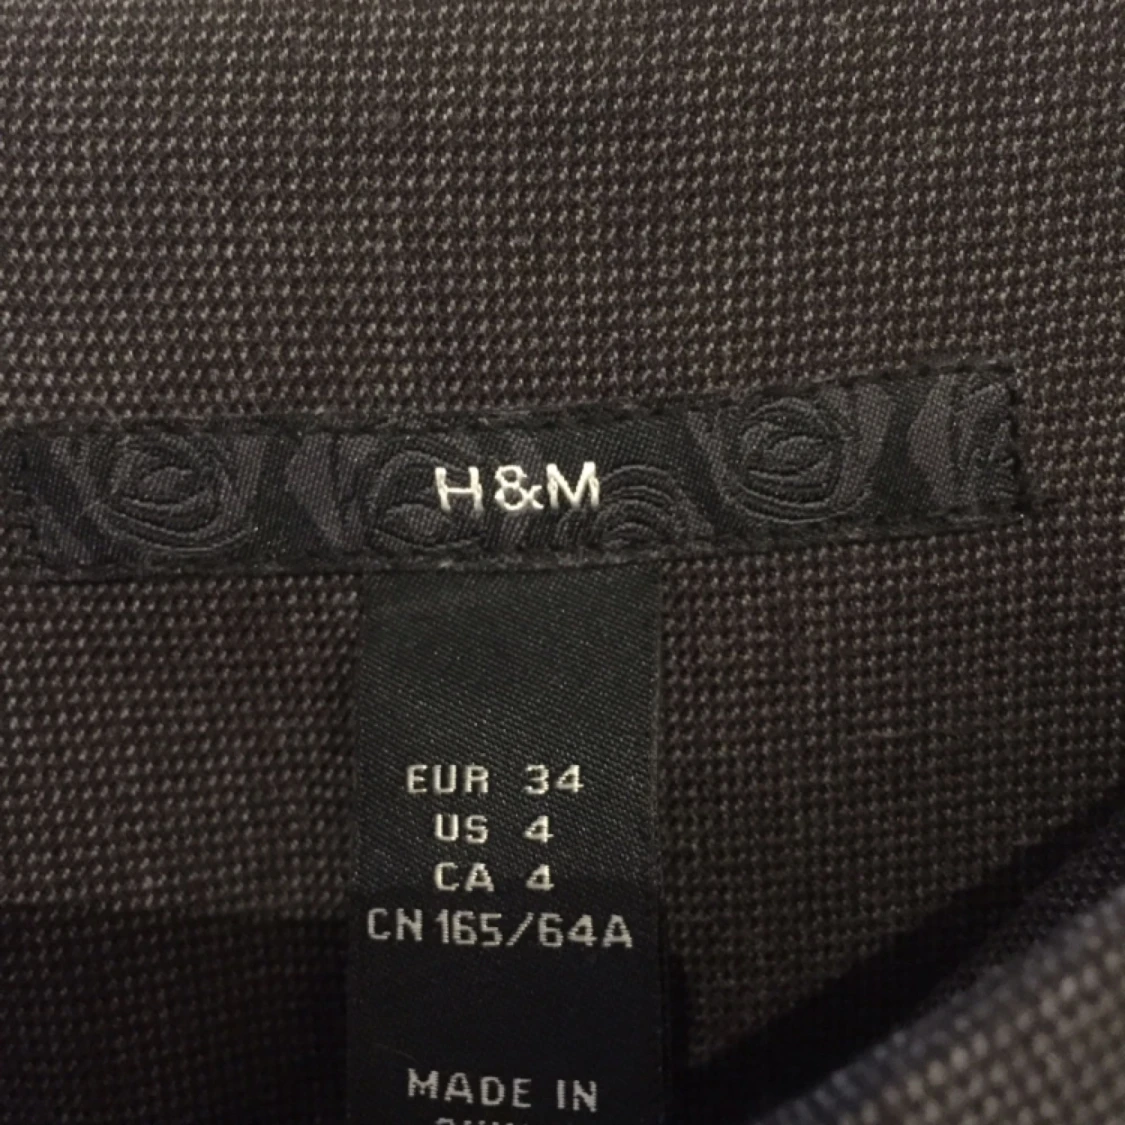 H&M
EUR 34
US 4
CA 4
CN 165/64A
MADE IN